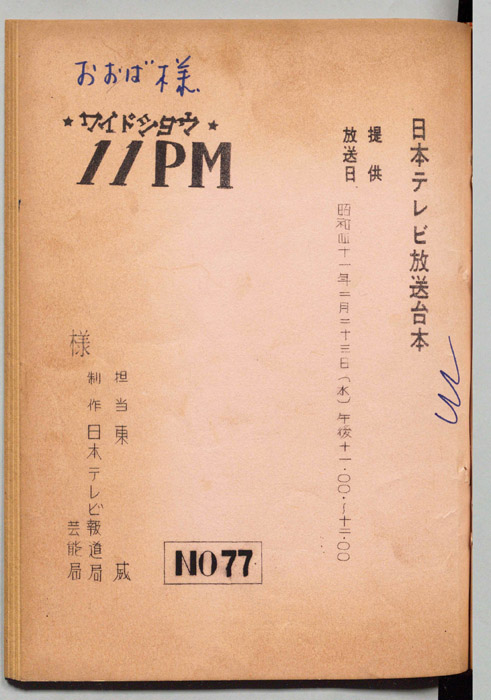 おおば様
★ワイドショウ★
11PM
日本テレビ放送台本
提供
放送日
昭和四十一年二月二十三日(水)午後十一・〇〇〜十二・〇〇
担当 東 威
制作 日本テレビ報道局
芸能局
様
NO77